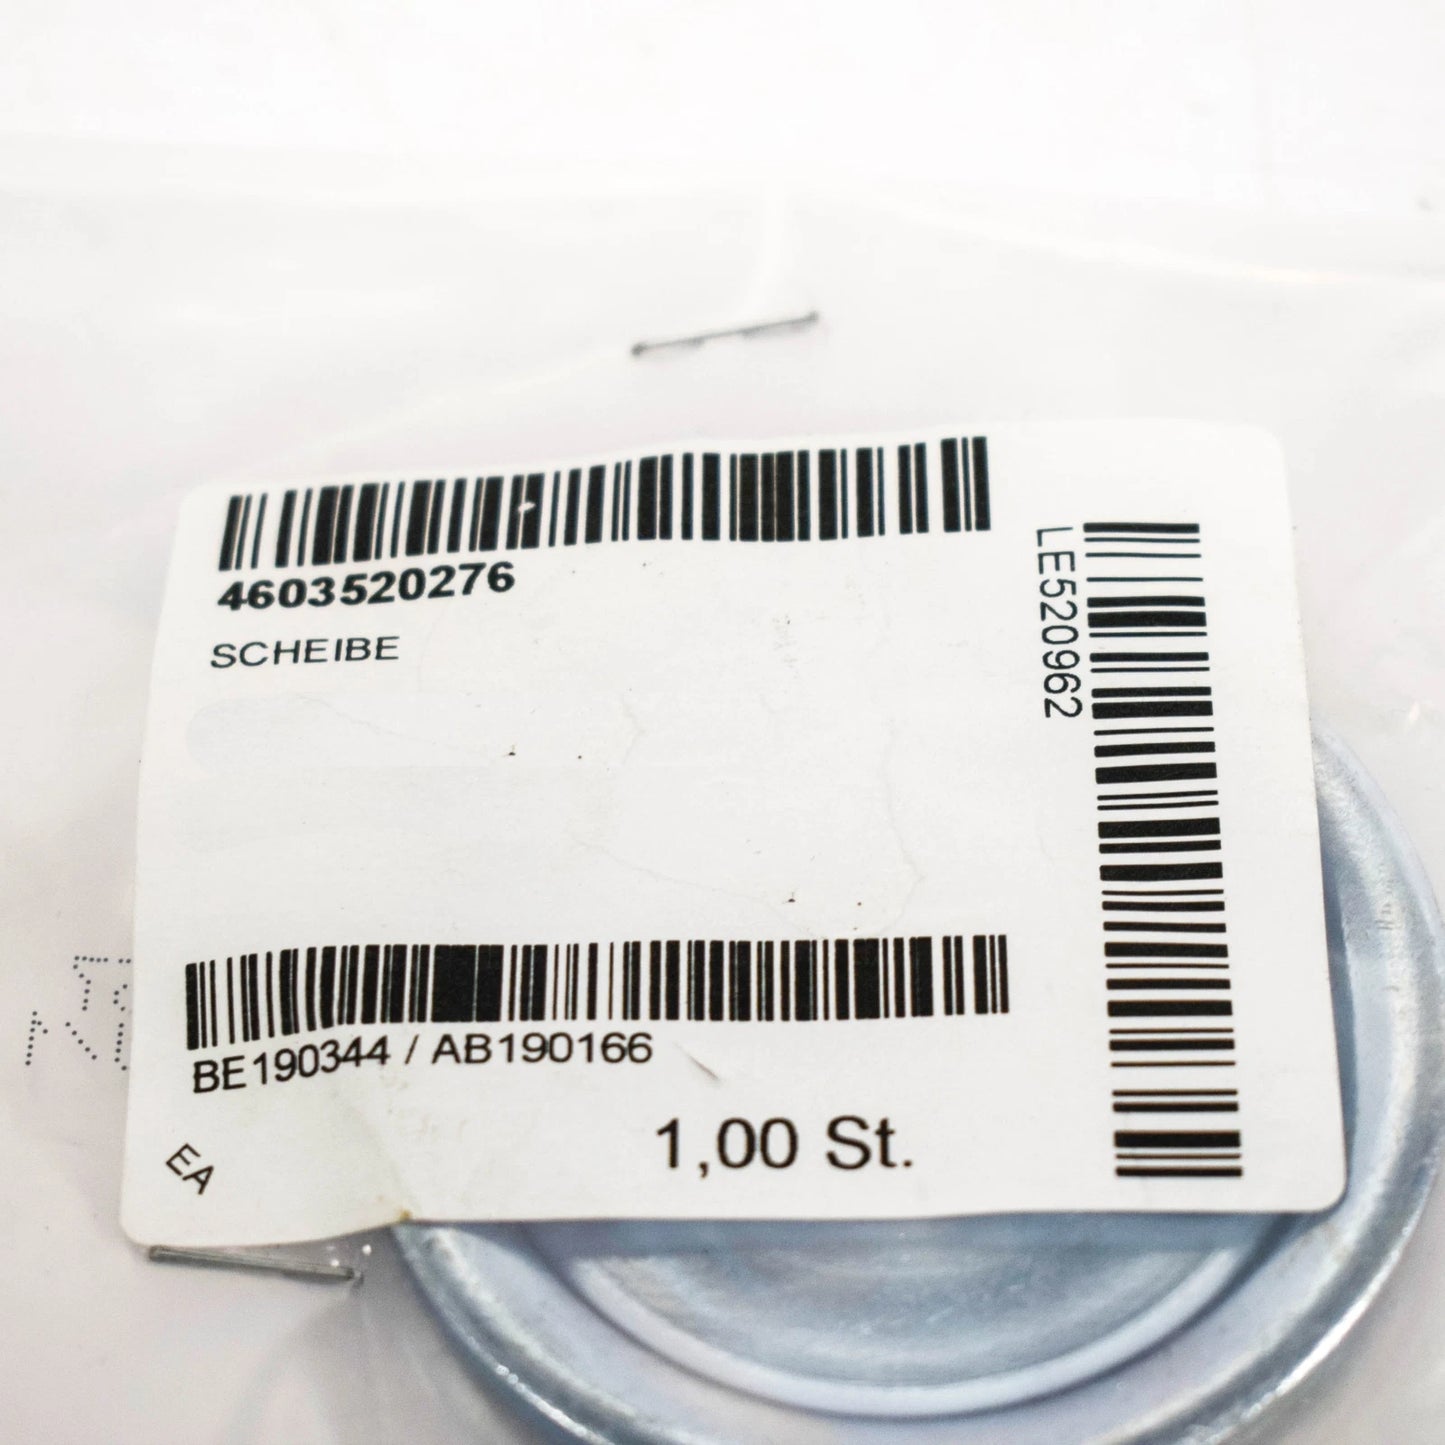 4603520276
SCHEIBE
LE520962
BE190344 / AB190166
1,00 St.
EA